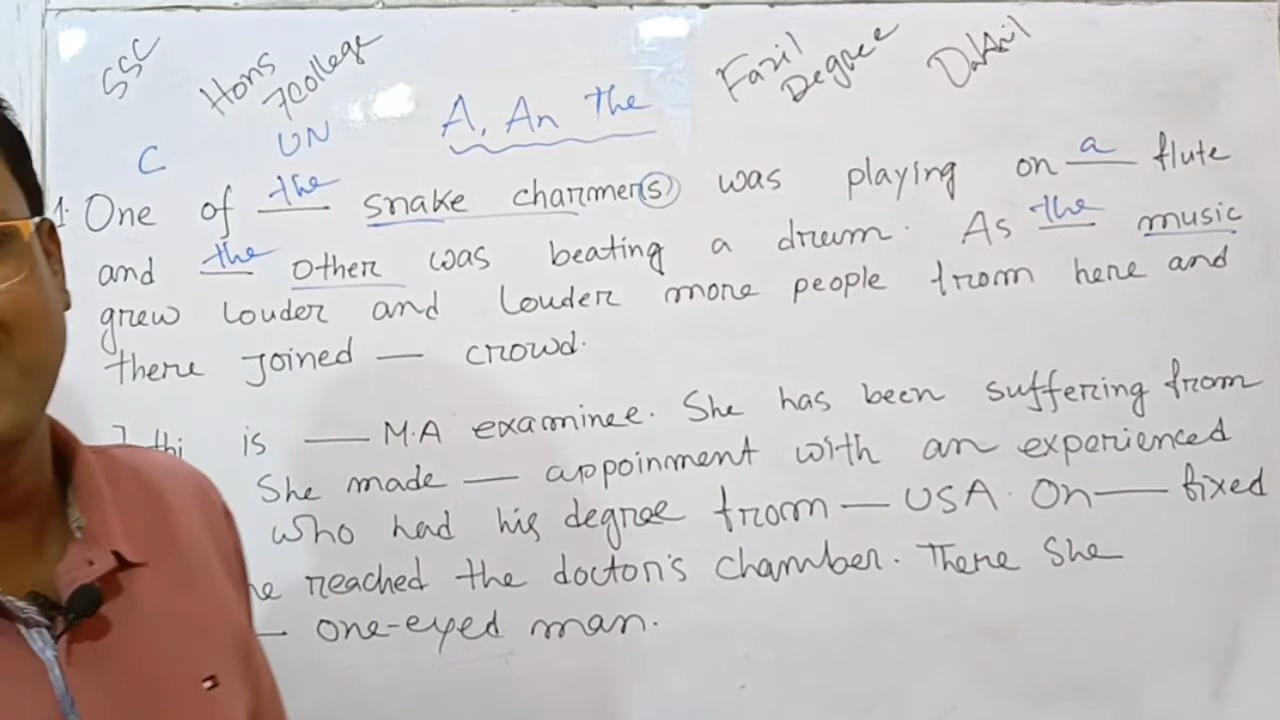 SSC
Hons
7College
Fazil
Degree
Dakhil
C
UN
A, An the
1. One of the snake charmer(s) was playing on a flute
and the other was beating a drum. As the music
grew louder and louder more people from here and
there joined — crowd.
is — M.A examinee. She has been suffering from
She made — appoinment with an experienced
who had his degree from — USA. On — fixed
reached the doctor's chamber. There she
— one-eyed man.